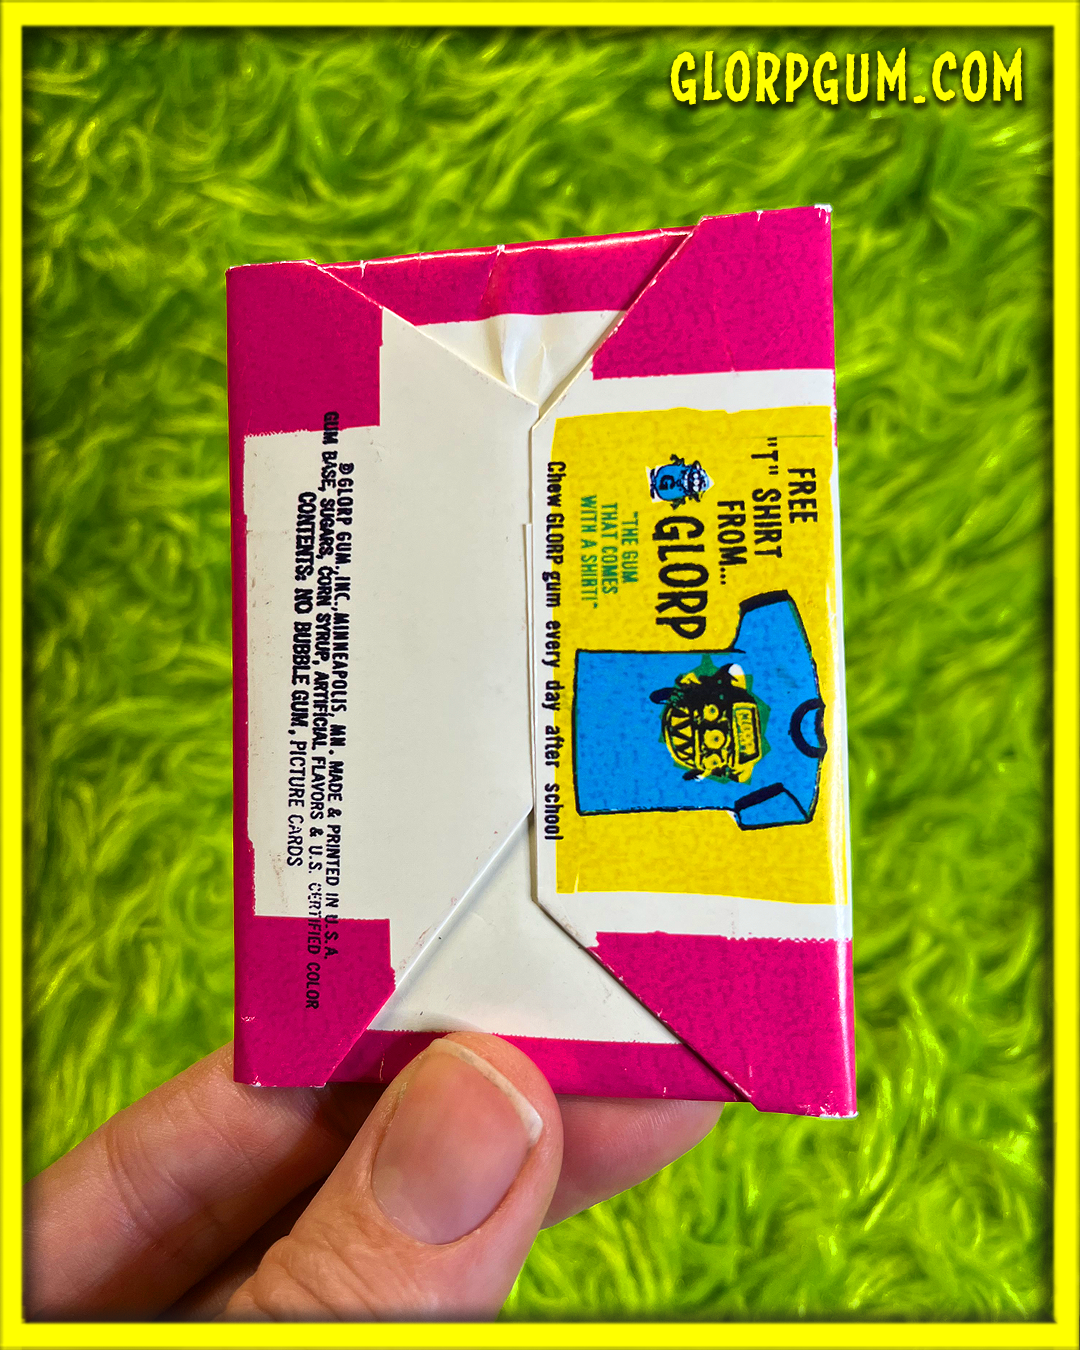 GLORPGUM.COM
FREE
"T" SHIRT
FROM...
GLORP
G
"THE GUM
THAT COMES
WITH A SHIRT!"
GLORP
Chew GLORP gum every day after school
® GLORP GUM, INC., MINNEAPOLIS, MN. MADE & PRINTED IN U.S.A.
GUM BASE, SUGARS, CORN SYRUP, ARTIFICIAL FLAVORS & U.S. CERTIFIED COLOR
CONTENTS: NO BUBBLE GUM, PICTURE CARDS